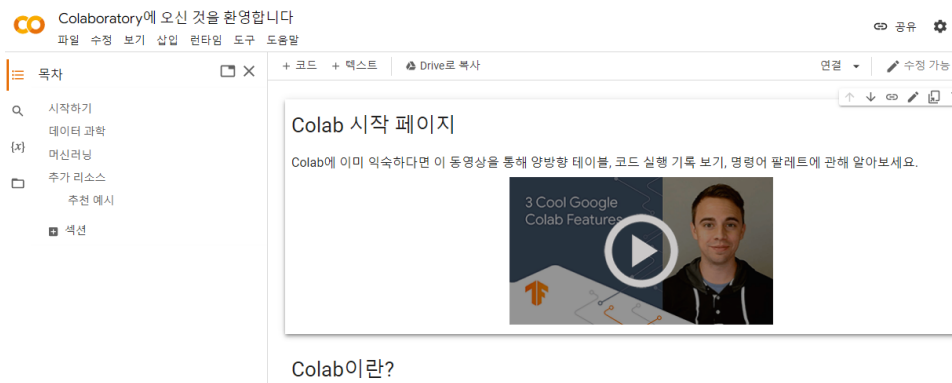 Colaboratory에 오신 것을 환영합니다
파일 수정 보기 삽입 런타임 도구 도움말
공유
목차
+ 코드 + 텍스트 Drive로 복사
연결 수정 가능
시작하기
데이터 과학
머신러닝
추가 리소스
추천 예시
섹션
{x}
Colab 시작 페이지
Colab에 이미 익숙하다면 이 동영상을 통해 양방향 테이블, 코드 실행 기록 보기, 명령어 팔레트에 관해 알아보세요.
3 Cool Google
Colab Features
Colab이란?